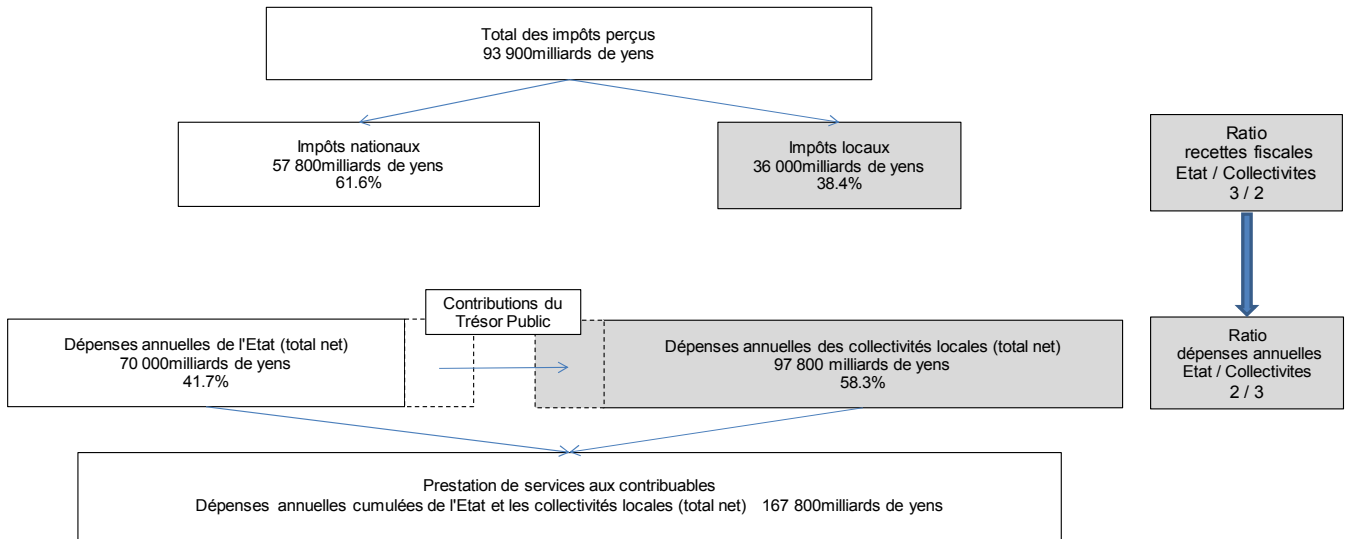 Total des impôts perçus
93 900milliards de yens
Impôts nationaux
57 800milliards de yens
61.6%
Impôts locaux
36 000milliards de yens
38.4%
Ratio
recettes fiscales
Etat / Collectivites
3 / 2
Contributions du
Trésor Public
Dépenses annuelles de l'Etat (total net)
70 000milliards de yens
41.7%
Dépenses annuelles des collectivités locales (total net)
97 800 milliards de yens
58.3%
Ratio
dépenses annuelles
Etat / Collectivites
2 / 3
Prestation de services aux contribuables
Dépenses annuelles cumulées de l'Etat et les collectivités locales (total net) 167 800milliards de yens